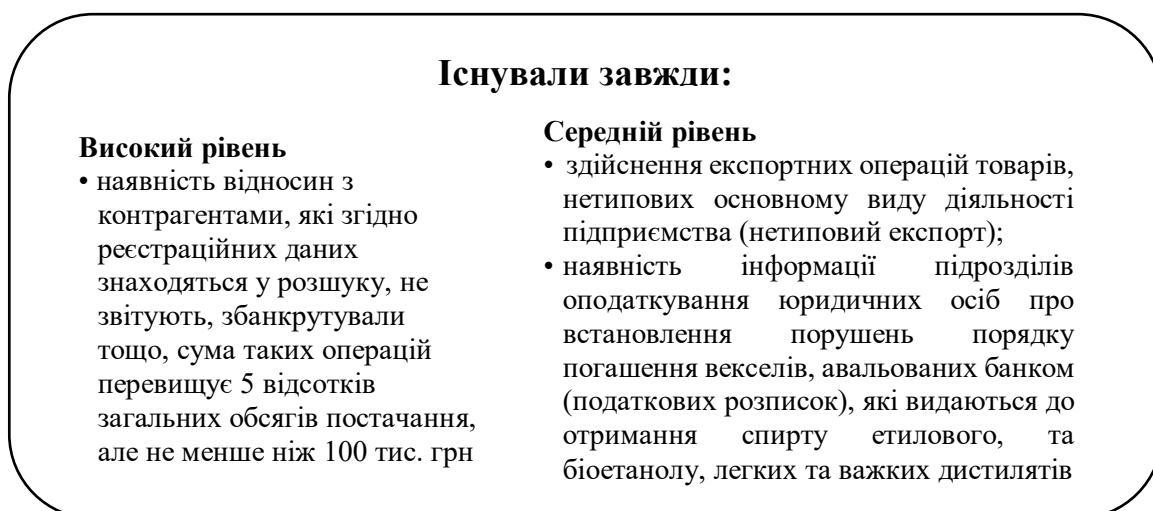 Існували завжди:
Високий рівень
• наявність відносин з
контрагентами, які згідно
реєстраційних даних
знаходяться у розшуку, не
звітують, збанкрутували
тощо, сума таких операцій
перевищує 5 відсотків
загальних обсягів постачання,
але не менше ніж 100 тис. грн
Середній рівень
• здійснення експортних операцій товарів,
нетипових основному виду діяльності
підприємства (нетиповий експорт);
• наявність інформації підрозділів
оподаткування юридичних осіб про
встановлення порушень порядку
погашення векселів, авальованих банком
(податкових розписок), які видаються до
отримання спирту етилового, та
біоетанолу, легких та важких дистилятів